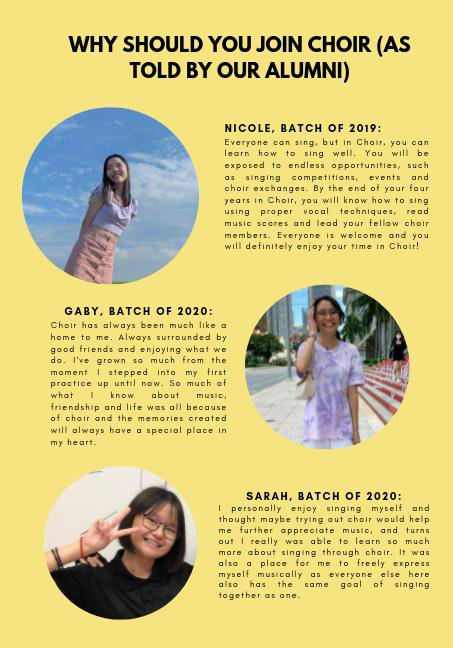 WHY SHOULD YOU JOIN CHOIR (AS
TOLD BY OUR ALUMNI)
NICOLE, BATCH OF 2019:
Everyone can sing, but in Choir, you can
learn how to sing well. You will be
exposed to endless opportunities, such
as singing competitions, events and
choir exchanges. By the end of your four
years in Choir, you will know how to sing
using proper vocal techniques, read
music scores and lead your fellow choir
members. Everyone is welcome and you
will definitely enjoy your time in Choir!
GABY, BATCH OF 2020:
Choir has always been much like a
home to me. Always surrounded by
good friends and enjoying what we
do. I've grown so much from the
moment I stepped into my first
practice up until now. So much of
what I know about music,
friendship and life was all because
of choir and the memories created
will always have a special place in
my heart.
SARAH, BATCH OF 2020:
I personally enjoy singing myself and
thought maybe trying out choir would help
me further appreciate music, and turns
out I really was able to learn so much
more about singing through choir. It was
also a place for me to freely express
myself musically as everyone else here
also has the same goal of singing
together as one.